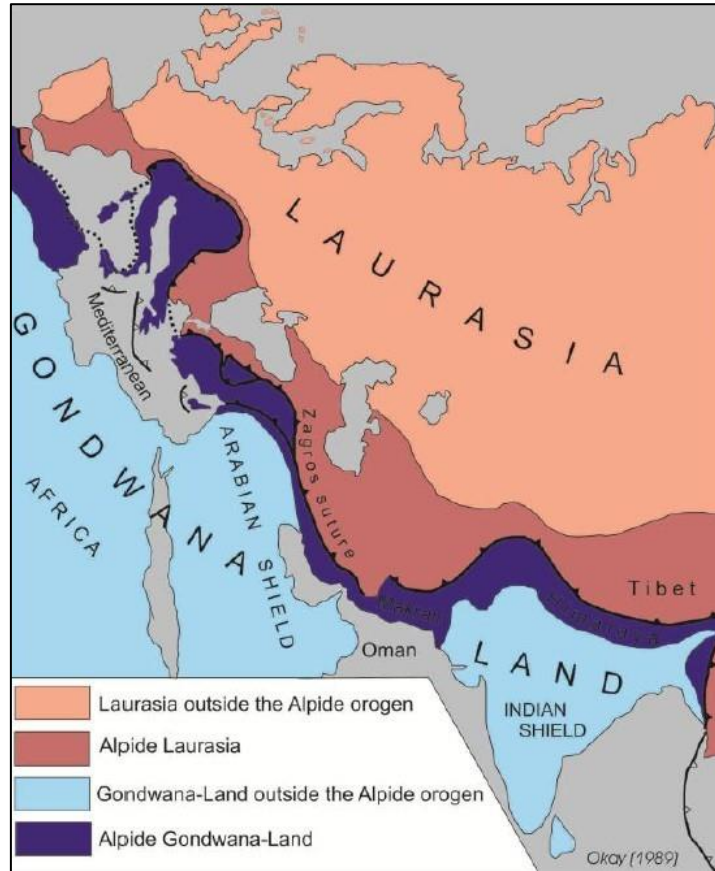 LAURASIA
Mediterranean
GONDWANA
AFRICA
ARABIAN
SHIELD
Zagros suture
Tibet
Makran
Himalaya
Oman
LAND
INDIAN
SHIELD
Laurasia outside the Alpide orogen
Alpide Laurasia
Gondwana-Land outside the Alpide orogen
Alpide Gondwana-Land
Okay (1989)